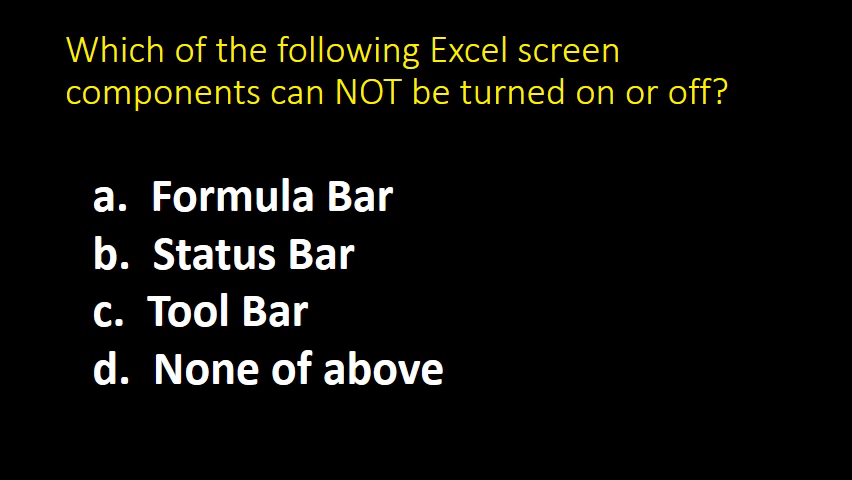 Which of the following Excel screen
components can NOT be turned on or off?
a. Formula Bar
b. Status Bar
c. Tool Bar
d. None of above